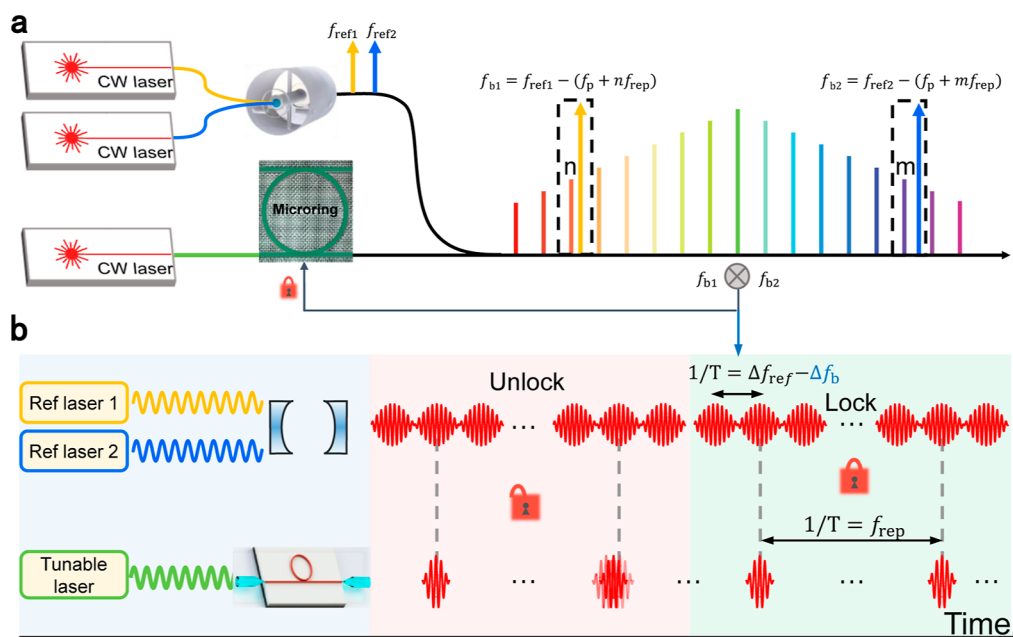 a
CW laser
CW laser
CW laser
Microring
f_ref1 f_ref2
f_b1 = f_ref1 − (f_p + nf_rep)
f_b2 = f_ref2 − (f_p + mf_rep)
n
m
f_b1 f_b2
b
Ref laser 1
Ref laser 2
Tunable
laser
Unlock
...
...
1/T = Δf_ref−Δf_b
Lock
...
1/T = f_rep
...
...
...
Time